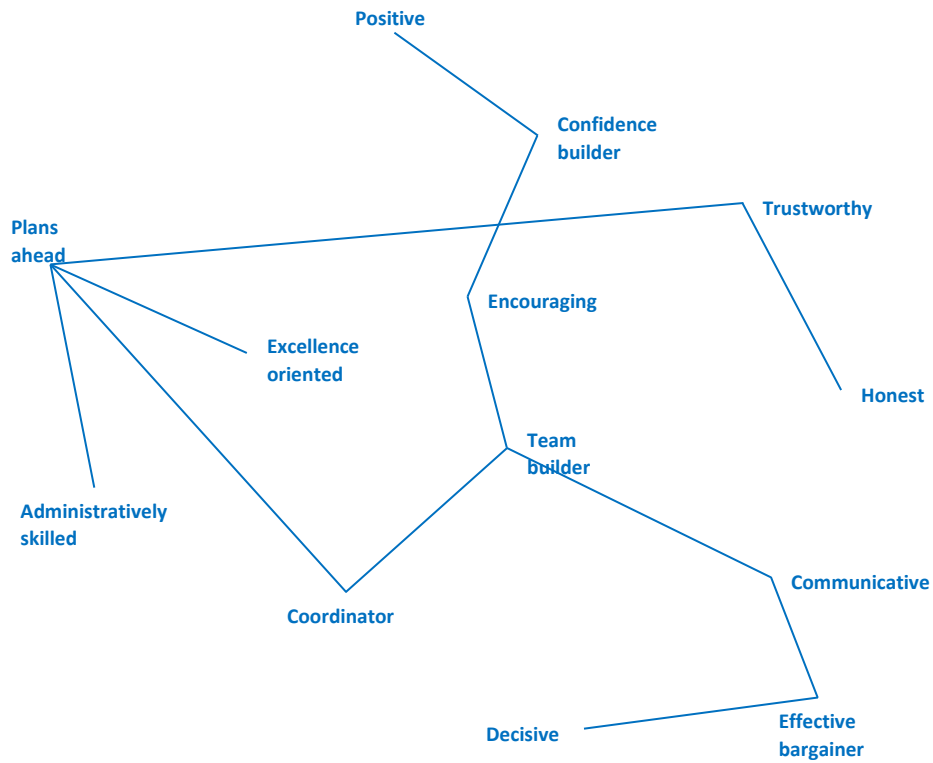 Positive
Confidence
builder
Trustworthy
Plans
ahead
Encouraging
Excellence
oriented
Honest
Team
builder
Administratively
skilled
Communicative
Coordinator
Effective
bargainer
Decisive